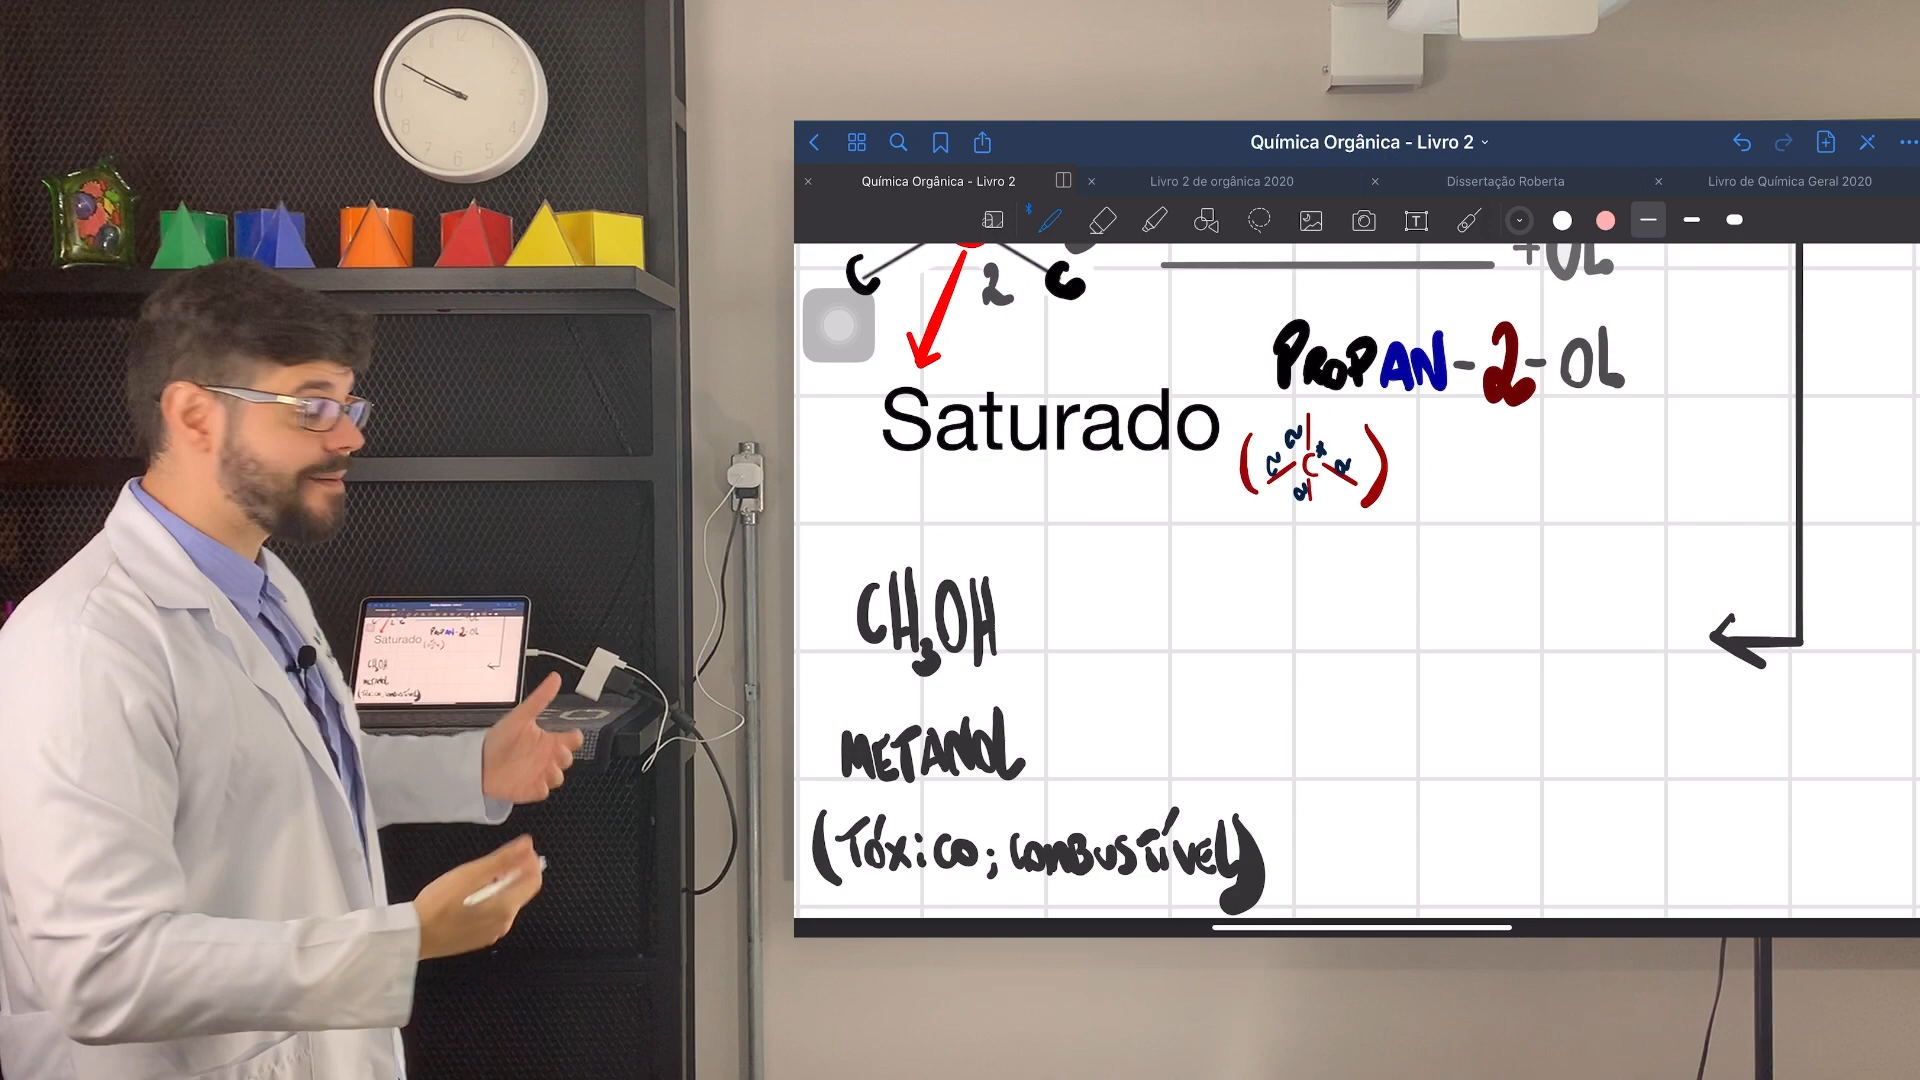 Química Orgânica - Livro 2
Química Orgânica - Livro 2
Livro 2 de orgânica 2020
Dissertação Roberta
Livro de Química Geral 2020
C 2 C
+OL
PROPAN-2-OL
Saturado
CH3OH
METANOL
(Tóxico; combustível)